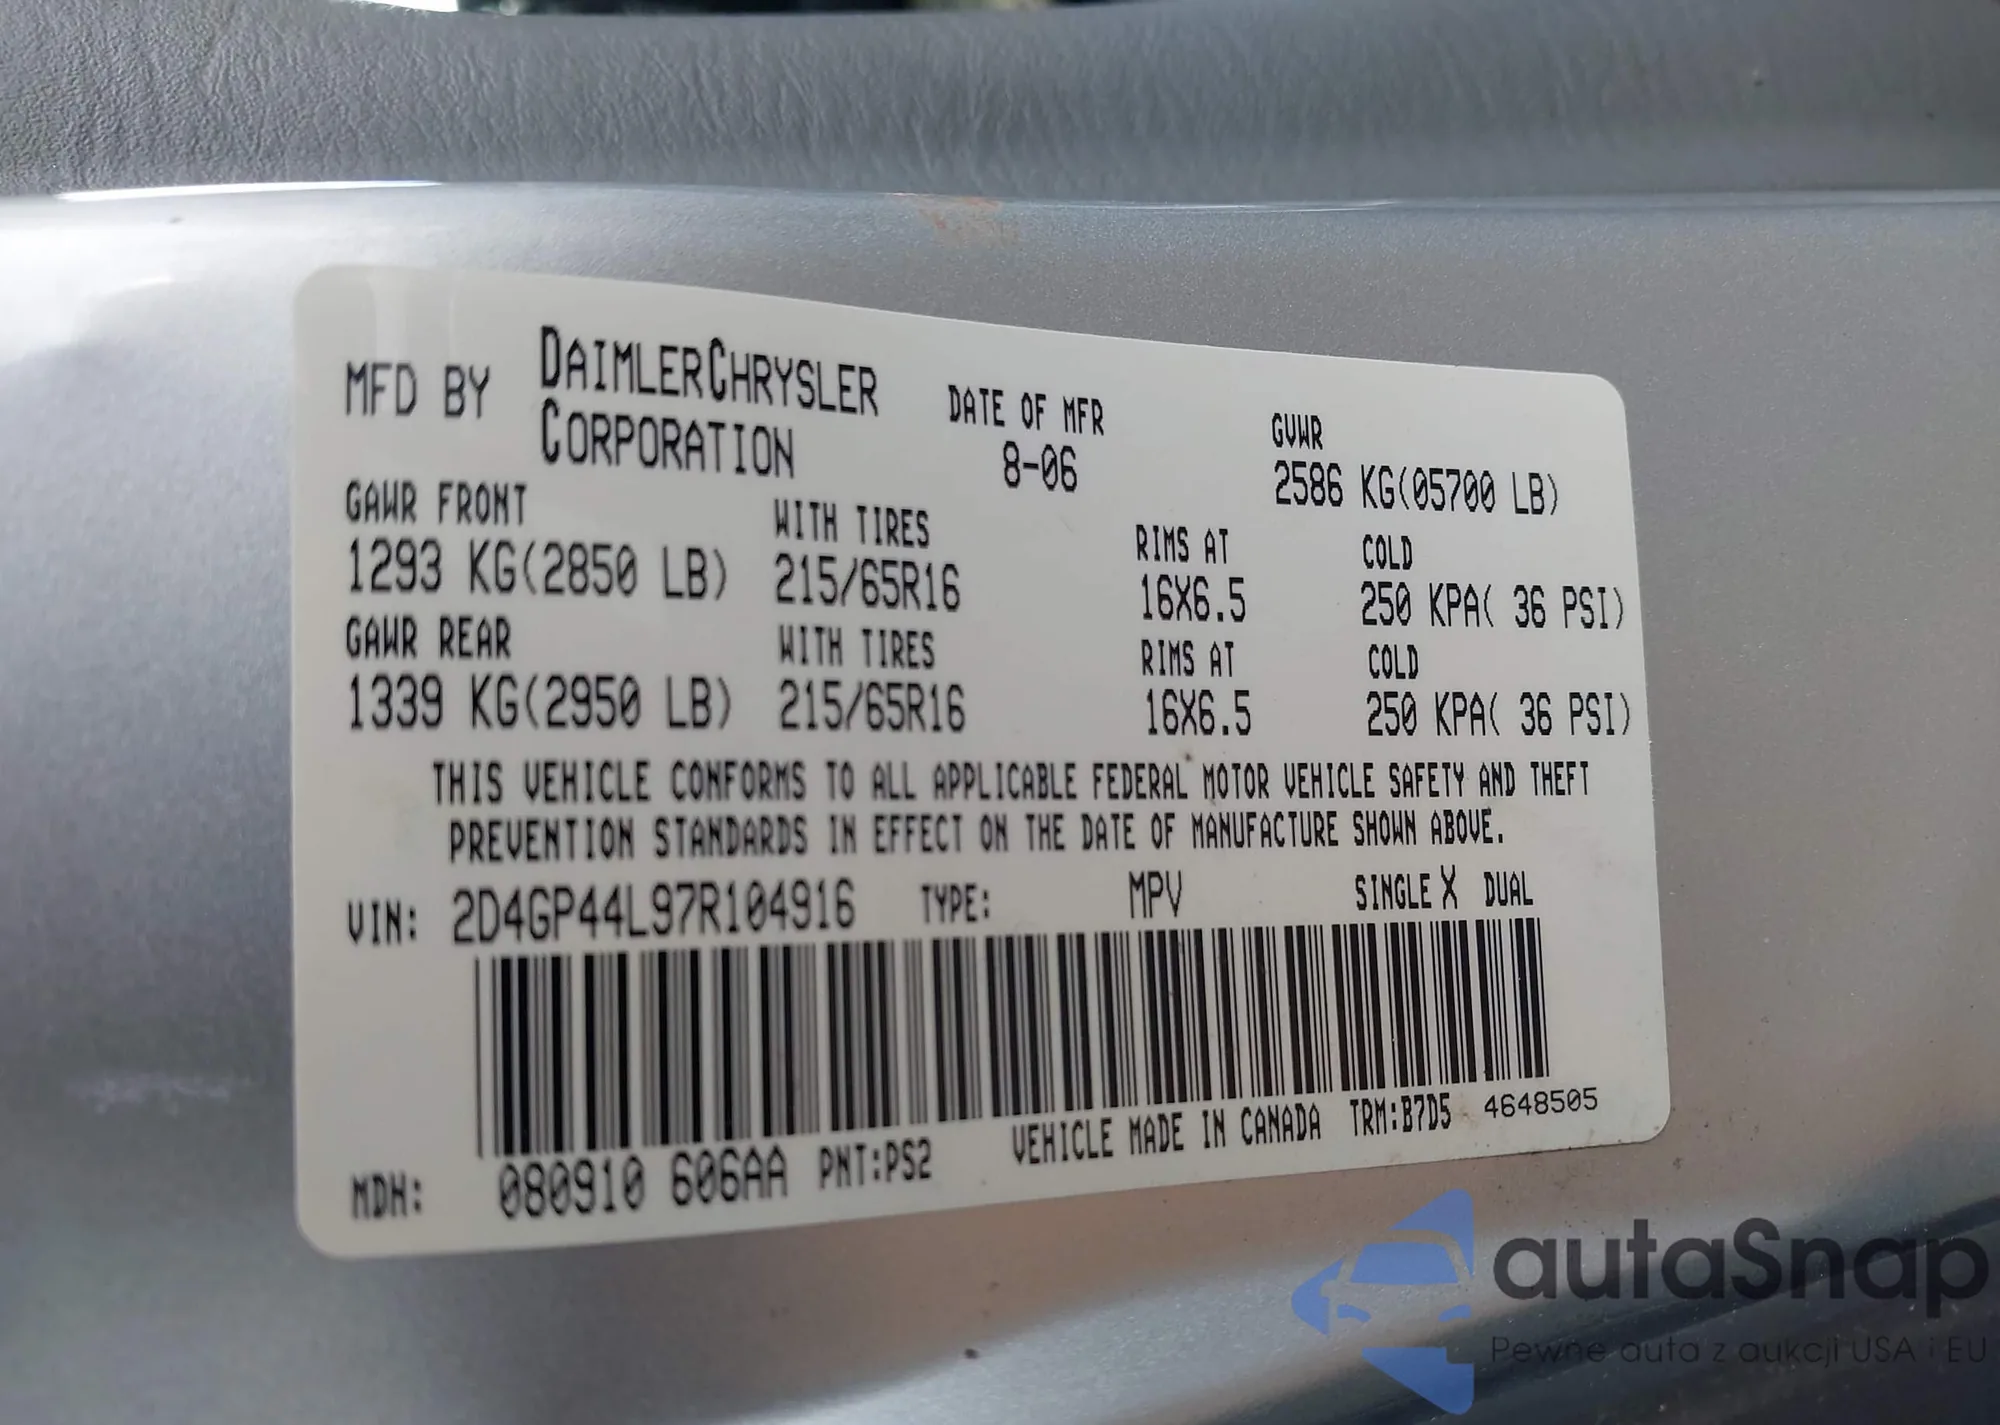 MFD BY DAIMLERCHRYSLER CORPORATION
DATE OF MFR
8-06
GVWR
2586 KG(05700 LB)
GAWR FRONT WITH TIRES RIMS AT COLD
1293 KG(2850 LB) 215/65R16 16X6.5 250 KPA( 36 PSI)
GAWR REAR WITH TIRES RIMS AT COLD
1339 KG(2950 LB) 215/65R16 16X6.5 250 KPA( 36 PSI)
THIS VEHICLE CONFORMS TO ALL APPLICABLE FEDERAL MOTOR VEHICLE SAFETY AND THEFT
PREVENTION STANDARDS IN EFFECT ON THE DATE OF MANUFACTURE SHOWN ABOVE.
VIN: 2D4GP44L97R104916 TYPE: MPV SINGLE X DUAL
MDH: 080910 606AA PNT:PS2 VEHICLE MADE IN CANADA TRM:B7D5 4648505
autaSnap
Pewne auta z aukcji USA i EU